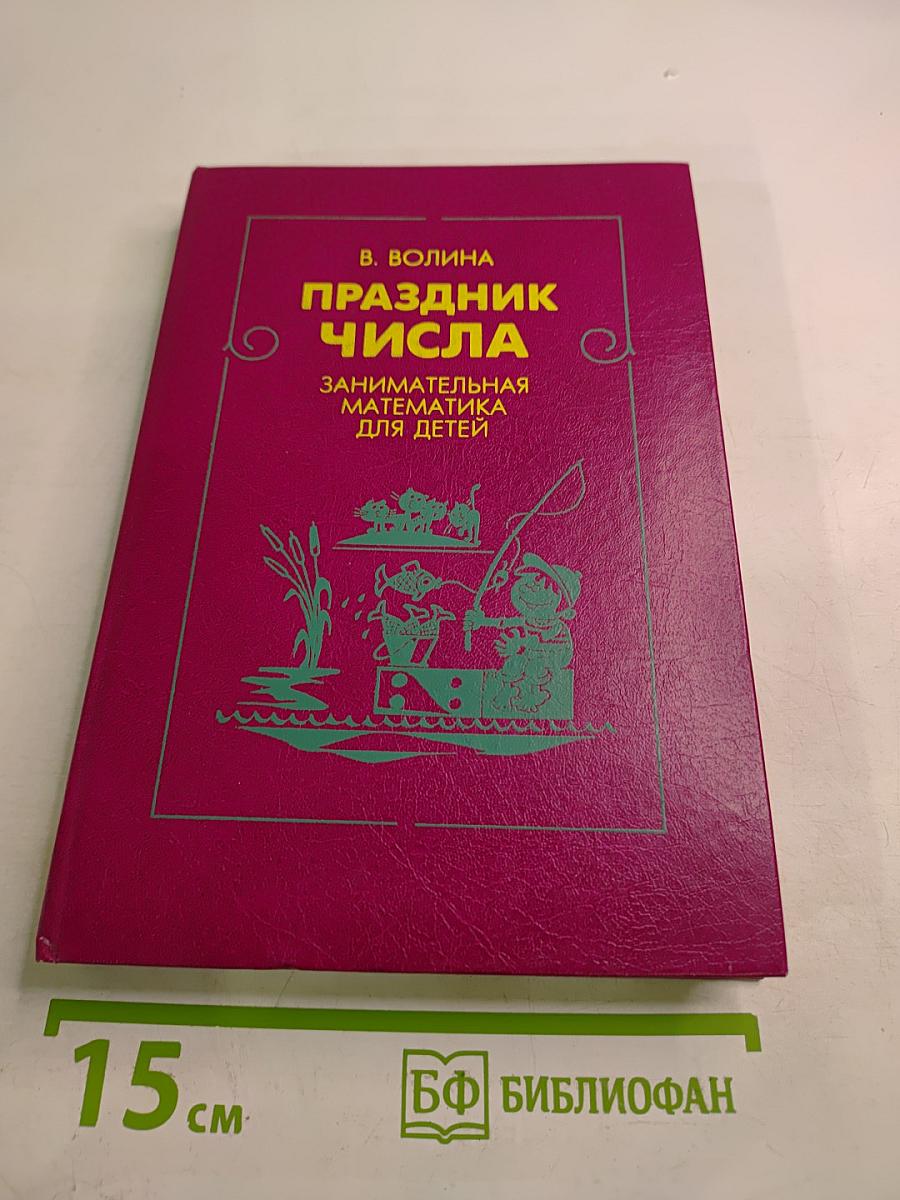 В. ВОЛИНА
ПРАЗДНИК
ЧИСЛА
ЗАНИМАТЕЛЬНАЯ
МАТЕМАТИКА
ДЛЯ ДЕТЕЙ
15 см
БФ БИБЛИОФАН